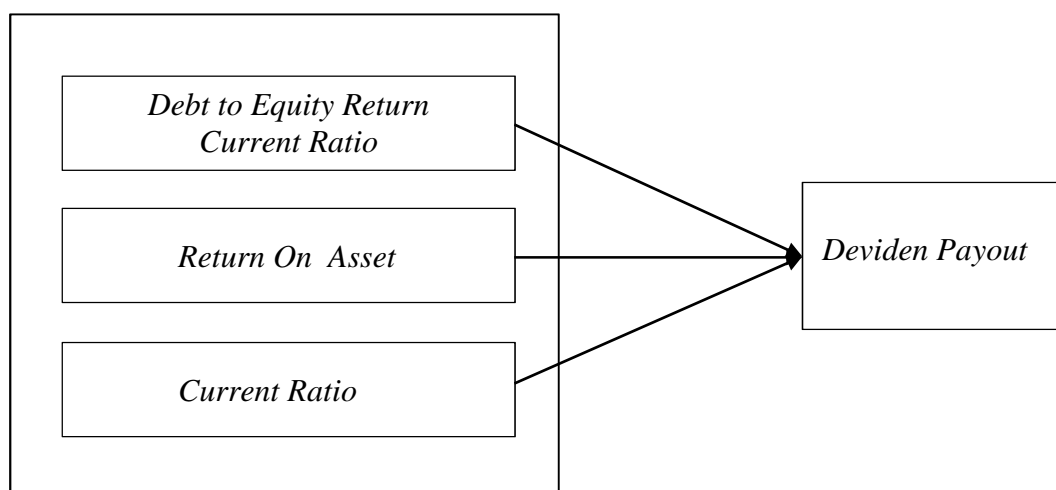 Debt to Equity Return
Current Ratio
Return On Asset
Deviden Payout
Current Ratio